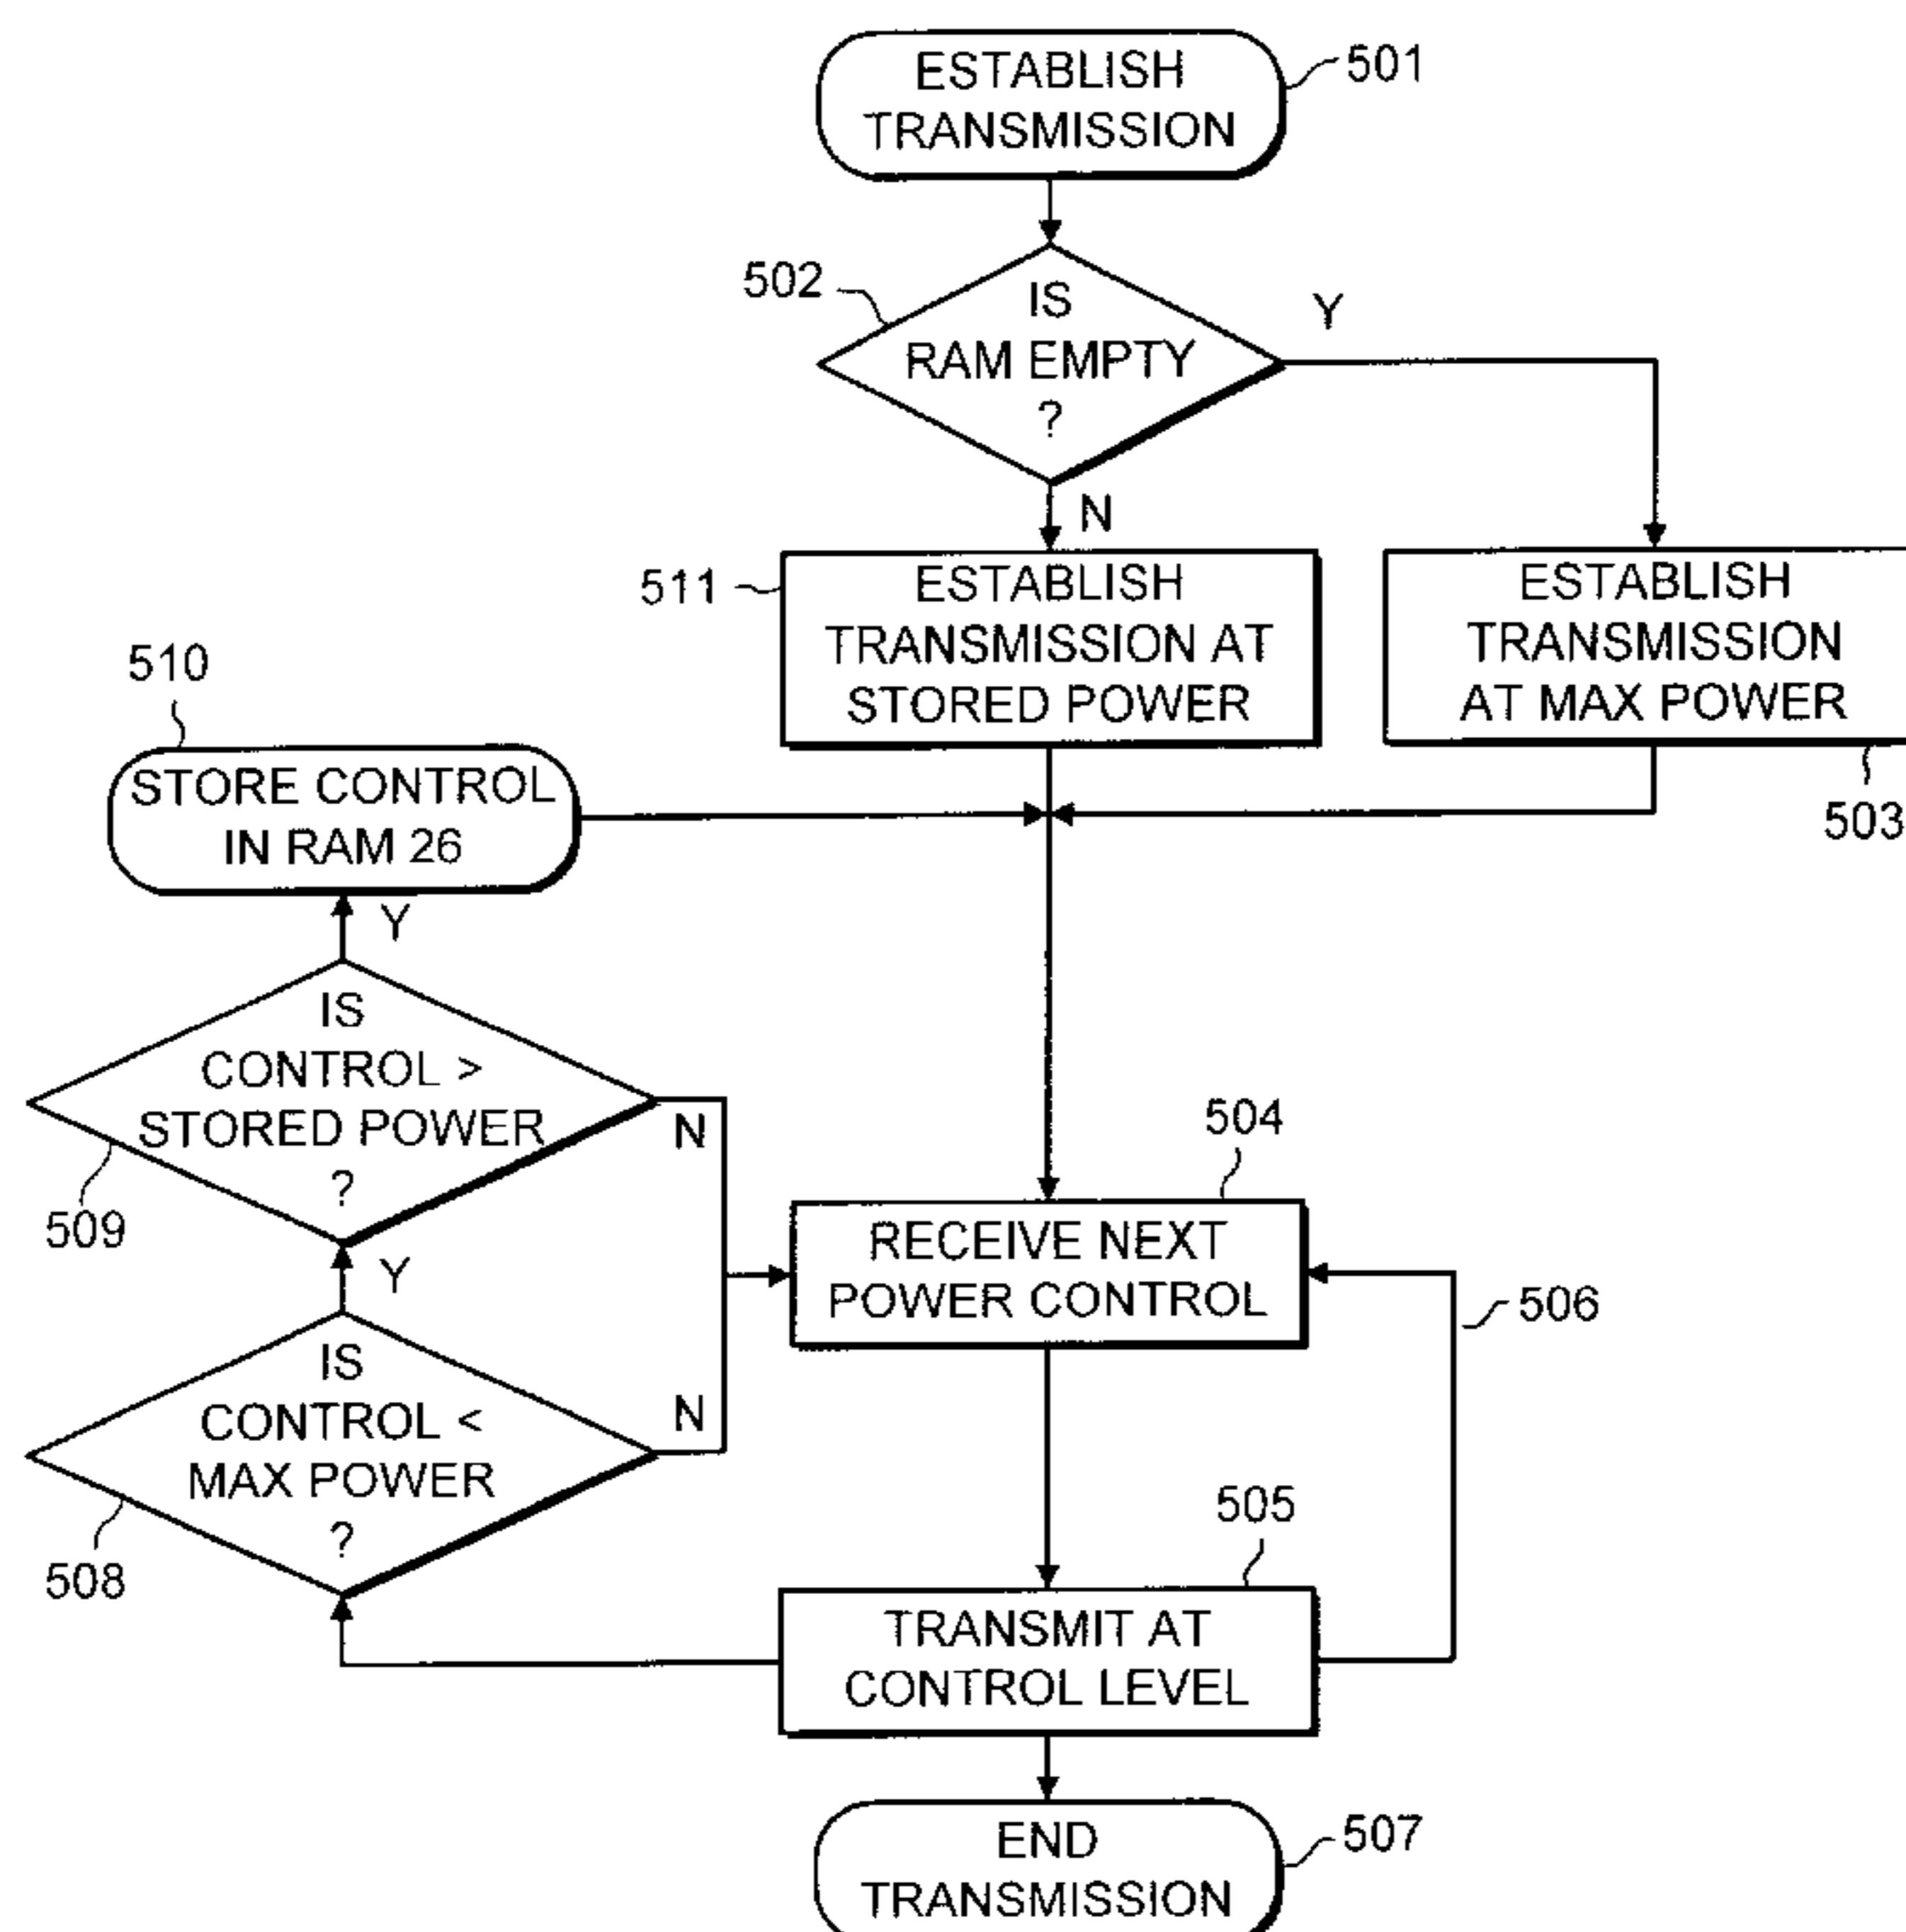 ESTABLISH
TRANSMISSION
501
502
IS
RAM EMPTY
?
Y
N
511
ESTABLISH
TRANSMISSION AT
STORED POWER
ESTABLISH
TRANSMISSION
AT MAX POWER
503
510
STORE CONTROL
IN RAM 26
Y
IS
CONTROL >
STORED POWER
?
N
509
504
RECEIVE NEXT
POWER CONTROL
506
Y
IS
CONTROL <
MAX POWER
?
N
508
505
TRANSMIT AT
CONTROL LEVEL
END
TRANSMISSION
507